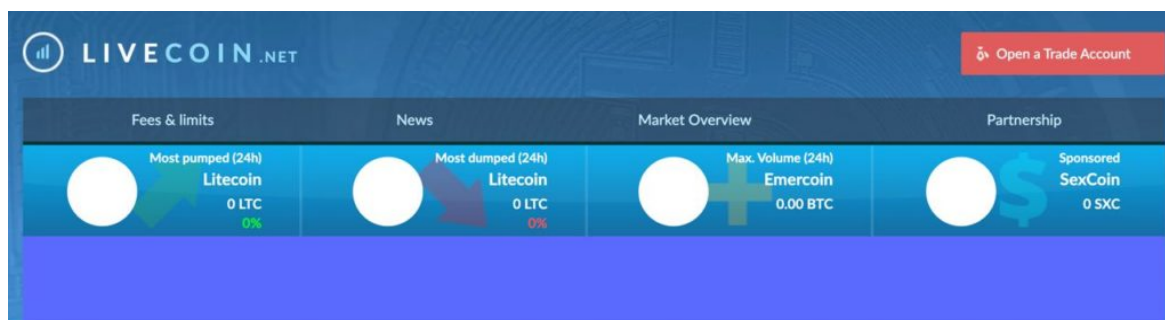 LIVECOIN.NET
Open a Trade Account
Fees & limits
News
Market Overview
Partnership
Most pumped (24h)
Litecoin
0 LTC
0%
Most dumped (24h)
Litecoin
0 LTC
0%
Max. Volume (24h)
Emercoin
0.00 BTC
Sponsored
SexCoin
0 SXC